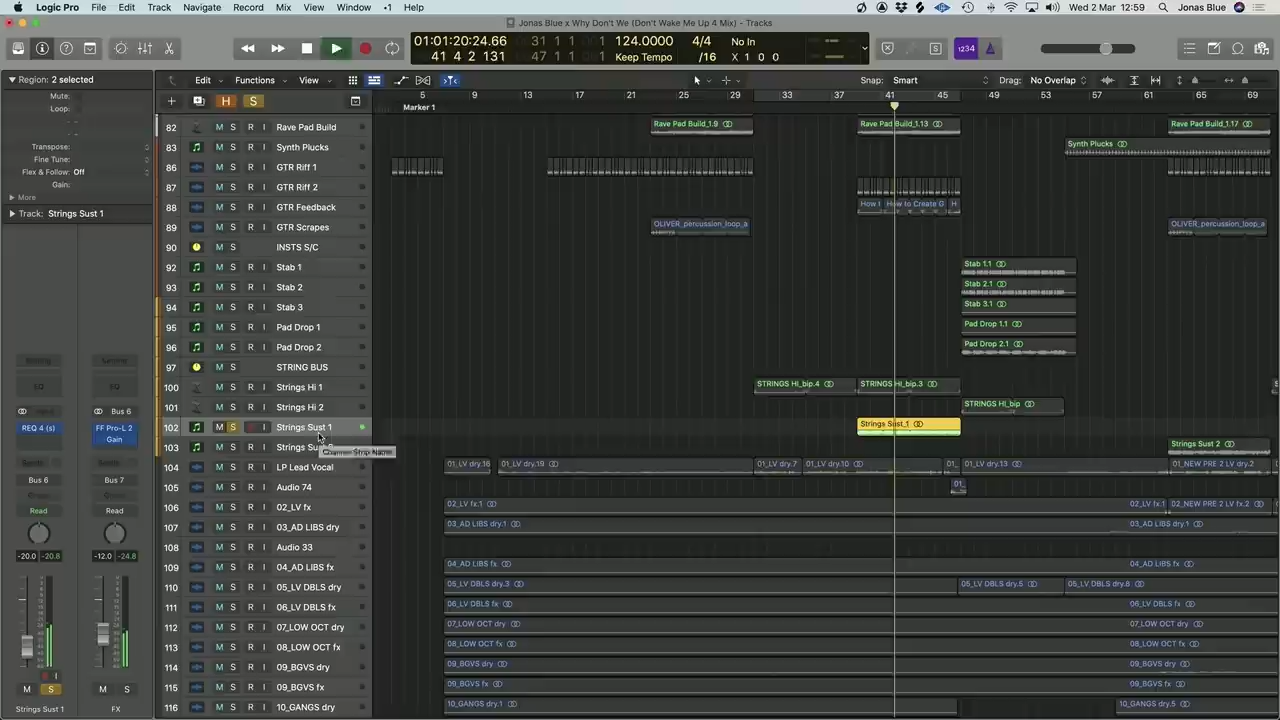 Logic Pro File Edit Track Navigate Record Mix View Window 1 Help Wed 2 Mar 12:59 Jonas Blue
Jonas Blue x Why Don't We (Don't Wake Me Up 4 Mix) - Tracks
01:01:20:24.66 31 1 1 1 124.0000 4/4 No In
41 4 2 131 47 1 1 1 Keep Tempo /16 1 0 0
1234
Region: 2 selected
Edit Functions View Snap: Smart Drag: No Overlap
Mute:
Loop:
Transpose:
Fine Tune:
Flex & Follow: Off
Gain:
More
Track: Strings Sust 1
H S
5 9 13 17 21 25 29 33 37 41 45 49 53 57 61 65 69
Marker 1
82 M S R I Rave Pad Build Rave Pad Build_1.9 Rave Pad Build_1.13 Rave Pad Build_1.17
83 M S R I Synth Plucks Synth Plucks
86 M S R I GTR Riff 1
87 M S R I GTR Riff 2
88 M S R I GTR Feedback How t How to Create G H
89 M S R I GTR Scrapes OLIVER_percussion_loop_a OLIVER_percussion_loop_a
90 M S INSTS S/C
92 M S R I Stab 1 Stab 1.1
93 M S R I Stab 2 Stab 2.1
94 M S R I Stab 3 Stab 3.1
95 M S R I Pad Drop 1 Pad Drop 1.1
96 M S R I Pad Drop 2 Pad Drop 2.1
97 M S STRING BUS
100 M S R I Strings Hi 1 STRINGS HI_bip.4 STRINGS HI_bip.3
101 M S R I Strings Hi 2 STRINGS HI_bip
102 M S R I Strings Sust 1 Strings Sust_1
103 M S R I Strings Su Strings Sust 2
Channel Strip Name
104 M S R I LP Lead Vocal 01_LV dry.16 01_LV dry.19 01_LV dry.7 01_LV dry.10 01_ 01_LV dry.13 01_NEW PRE 2 LV dry.2
105 M S R I Audio 74 01_
106 M S R I 02_LV fx 02_LV fx.1 02_LV fx.1 02_NEW PRE 2 LV fx.2
107 M S R I 03_AD LIBS dry 03_AD LIBS dry.1 03_AD LIBS dry.1
108 M S R I Audio 33
109 M S R I 04_AD LIBS fx 04_AD LIBS fx 04_AD LIBS fx
110 M S R I 05_LV DBLS dry 05_LV DBLS dry.3 05_LV DBLS dry.5 05_LV DBLS dry.8
111 M S R I 06_LV DBLS fx 06_LV DBLS fx 06_LV DBLS fx
112 M S R I 07_LOW OCT dry 07_LOW OCT dry 07_LOW OCT dry
113 M S R I 08_LOW OCT fx 08_LOW OCT fx 08_LOW OCT fx
114 M S R I 09_BGVS dry 09_BGVS dry 09_BGVS dry
115 M S R I 09_BGVS fx 09_BGVS fx 09_BGVS fx
116 M S R I 10_GANGS dry 10_GANGS dry.1 10_GANGS dry.5
EQ EQ
Input Bus 6
REQ 4 (s) FF Pro-L 2
Gain
Bus 6 Bus 7
Read Read
-20.0 -20.8 -12.0 -24.8
R I
M S M S
Strings Sust 1 FX